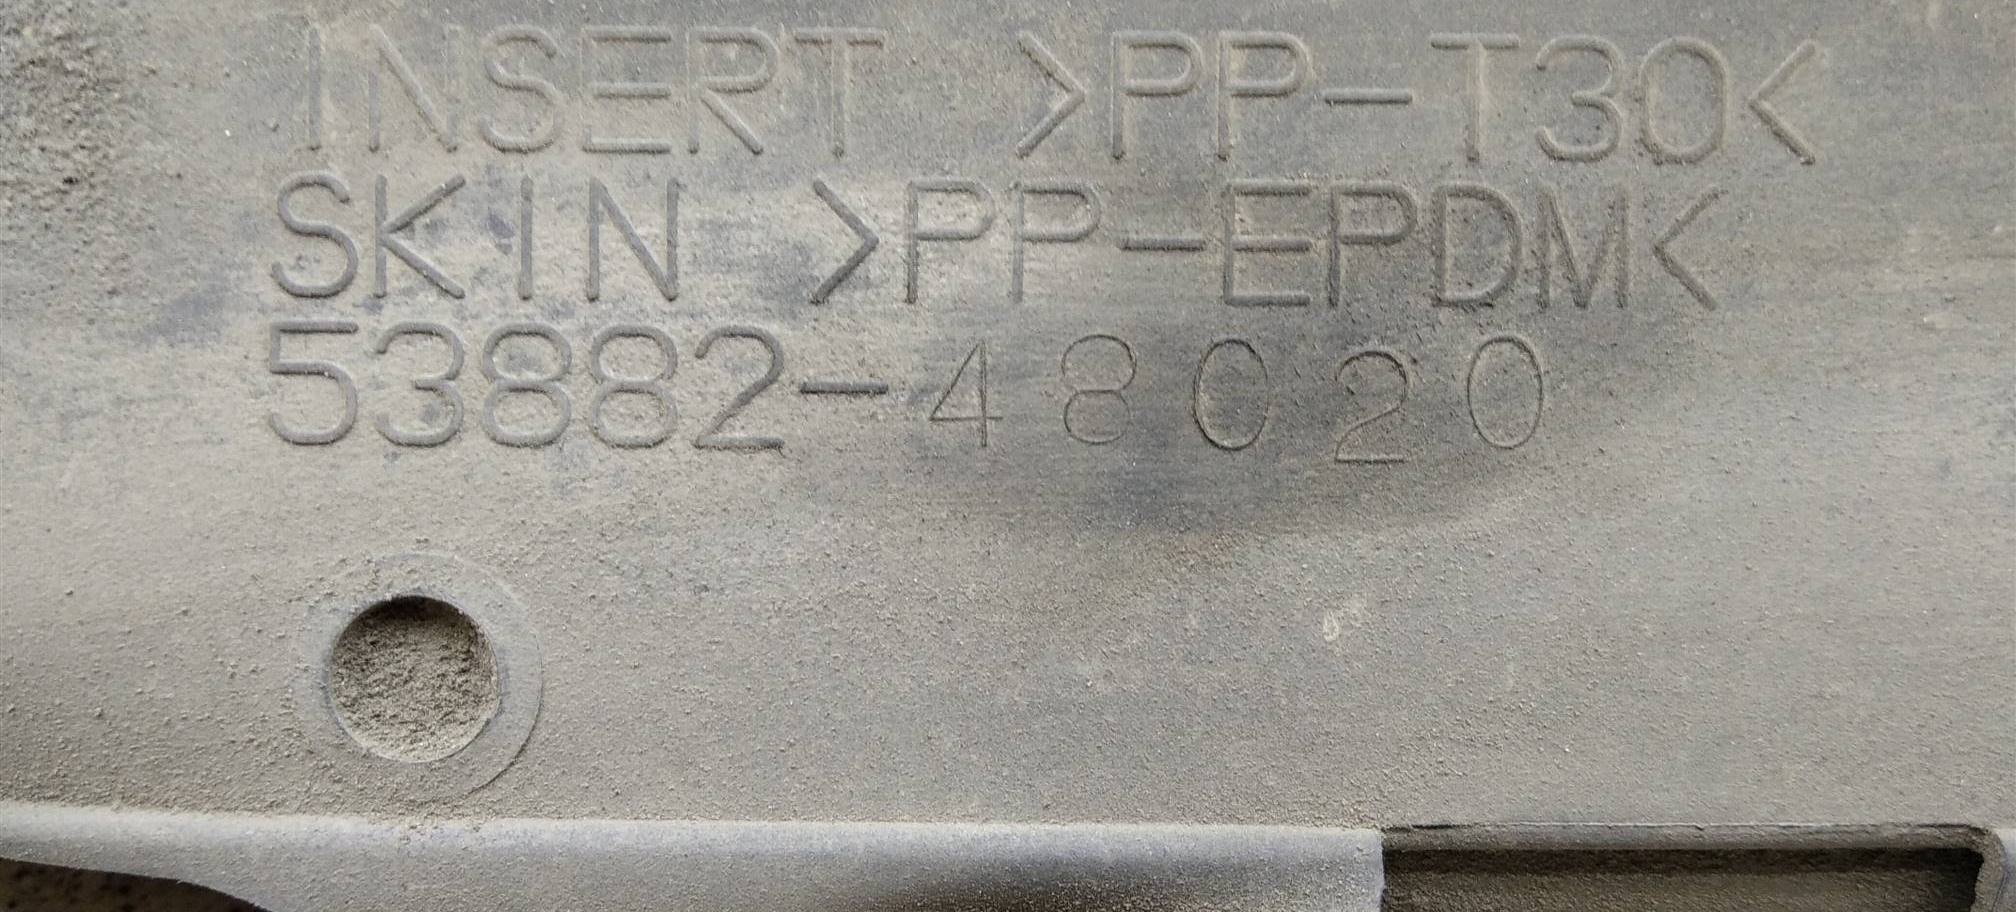 INSERT >PP-T30<
SKIN >PP-EPDM<
53882-48020